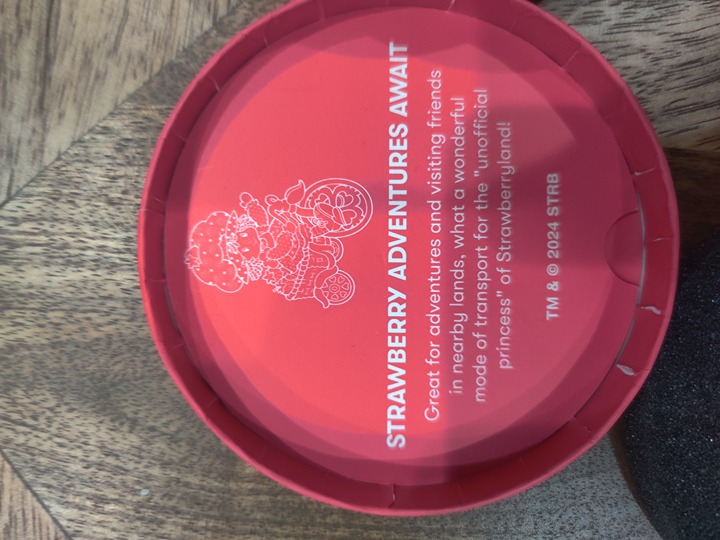 STRAWBERRY ADVENTURES AWAIT
Great for adventures and visiting friends
in nearby lands, what a wonderful
mode of transport for the "unofficial
princess" of Strawberryland!
TM & © 2024 STRB